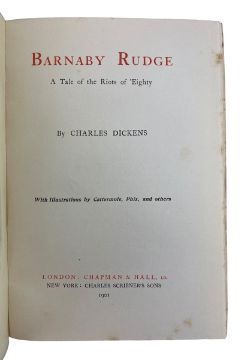 BARNABY RUDGE
A Tale of the Riots of 'Eighty
By CHARLES DICKENS
With Illustrations by Cattermole, Phiz, and others
LONDON: CHAPMAN & HALL, LD.
NEW YORK: CHARLES SCRIBNER'S SONS
1901